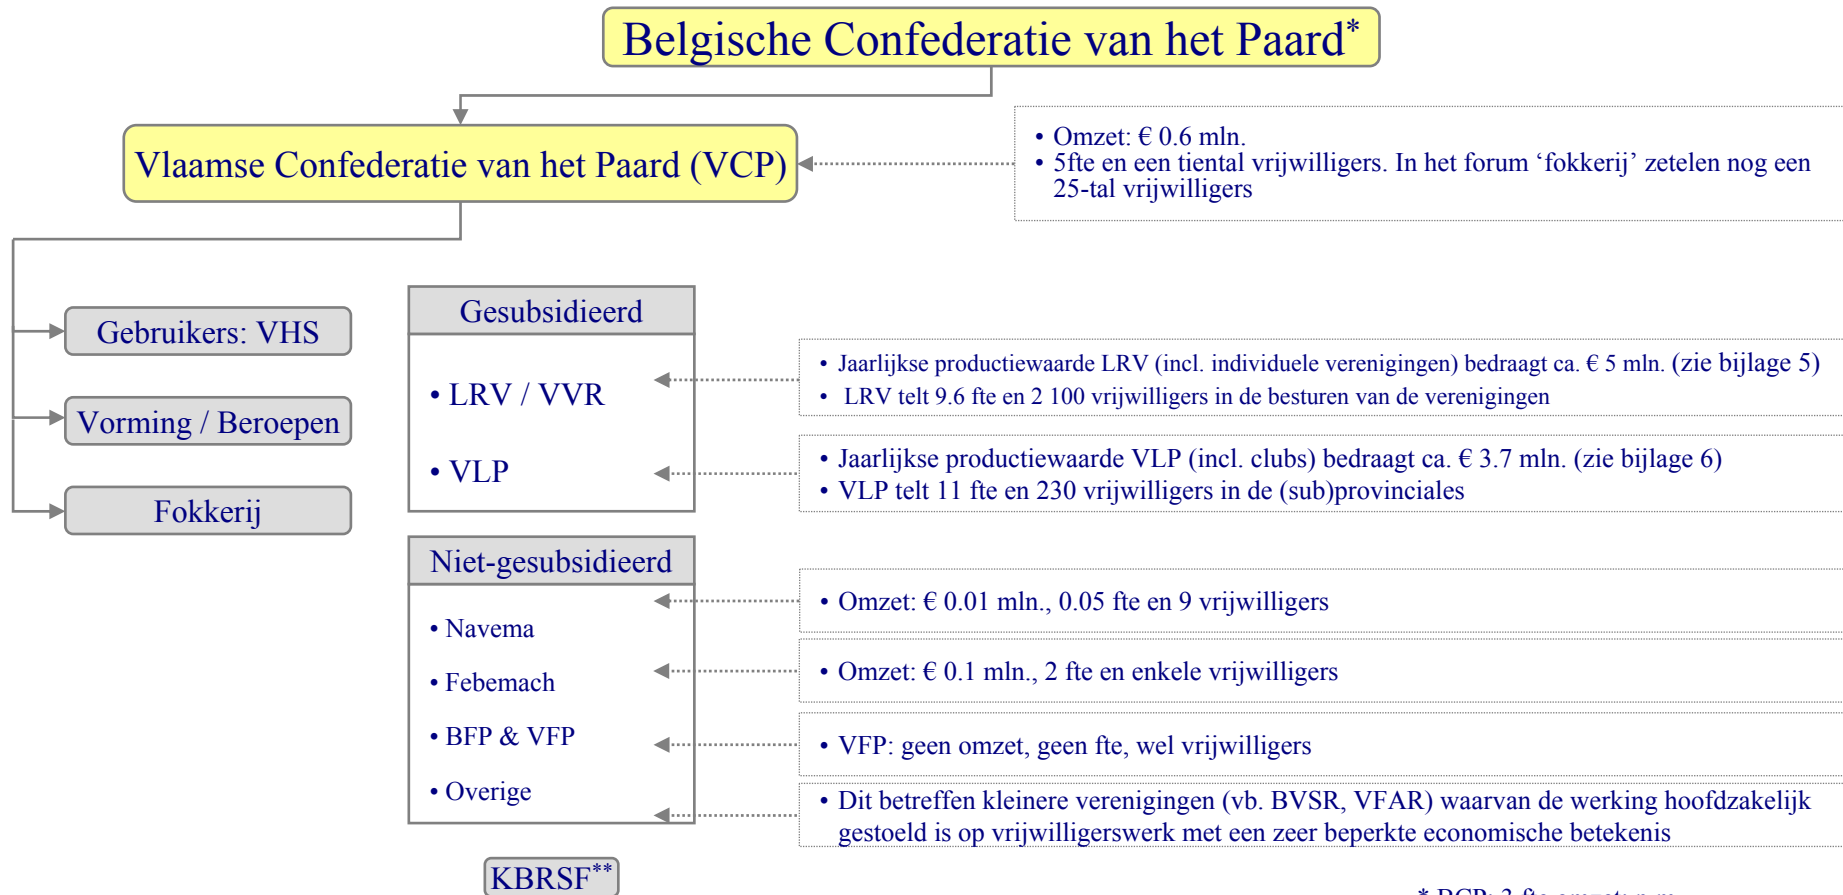 Belgische Confederatie van het Paard*
Vlaamse Confederatie van het Paard (VCP)
• Omzet: € 0.6 mln.
• 5fte en een tiental vrijwilligers. In het forum ‘fokkerij’ zetelen nog een
25-tal vrijwilligers
Gebruikers: VHS
Vorming / Beroepen
Fokkerij
Gesubsidieerd
• LRV / VVR
• VLP
• Jaarlijkse productiewaarde LRV (incl. individuele verenigingen) bedraagt ca. € 5 mln. (zie bijlage 5)
• LRV telt 9.6 fte en 2 100 vrijwilligers in de besturen van de verenigingen
• Jaarlijkse productiewaarde VLP (incl. clubs) bedraagt ca. € 3.7 mln. (zie bijlage 6)
• VLP telt 11 fte en 230 vrijwilligers in de (sub)provinciales
Niet-gesubsidieerd
• Navema
• Febemach
• BFP & VFP
• Overige
• Omzet: € 0.01 mln., 0.05 fte en 9 vrijwilligers
• Omzet: € 0.1 mln., 2 fte en enkele vrijwilligers
• VFP: geen omzet, geen fte, wel vrijwilligers
• Dit betreffen kleinere verenigingen (vb. BVSR, VFAR) waarvan de werking hoofdzakelijk
gestoeld is op vrijwilligerswerk met een zeer beperkte economische betekenis
KBRSF**